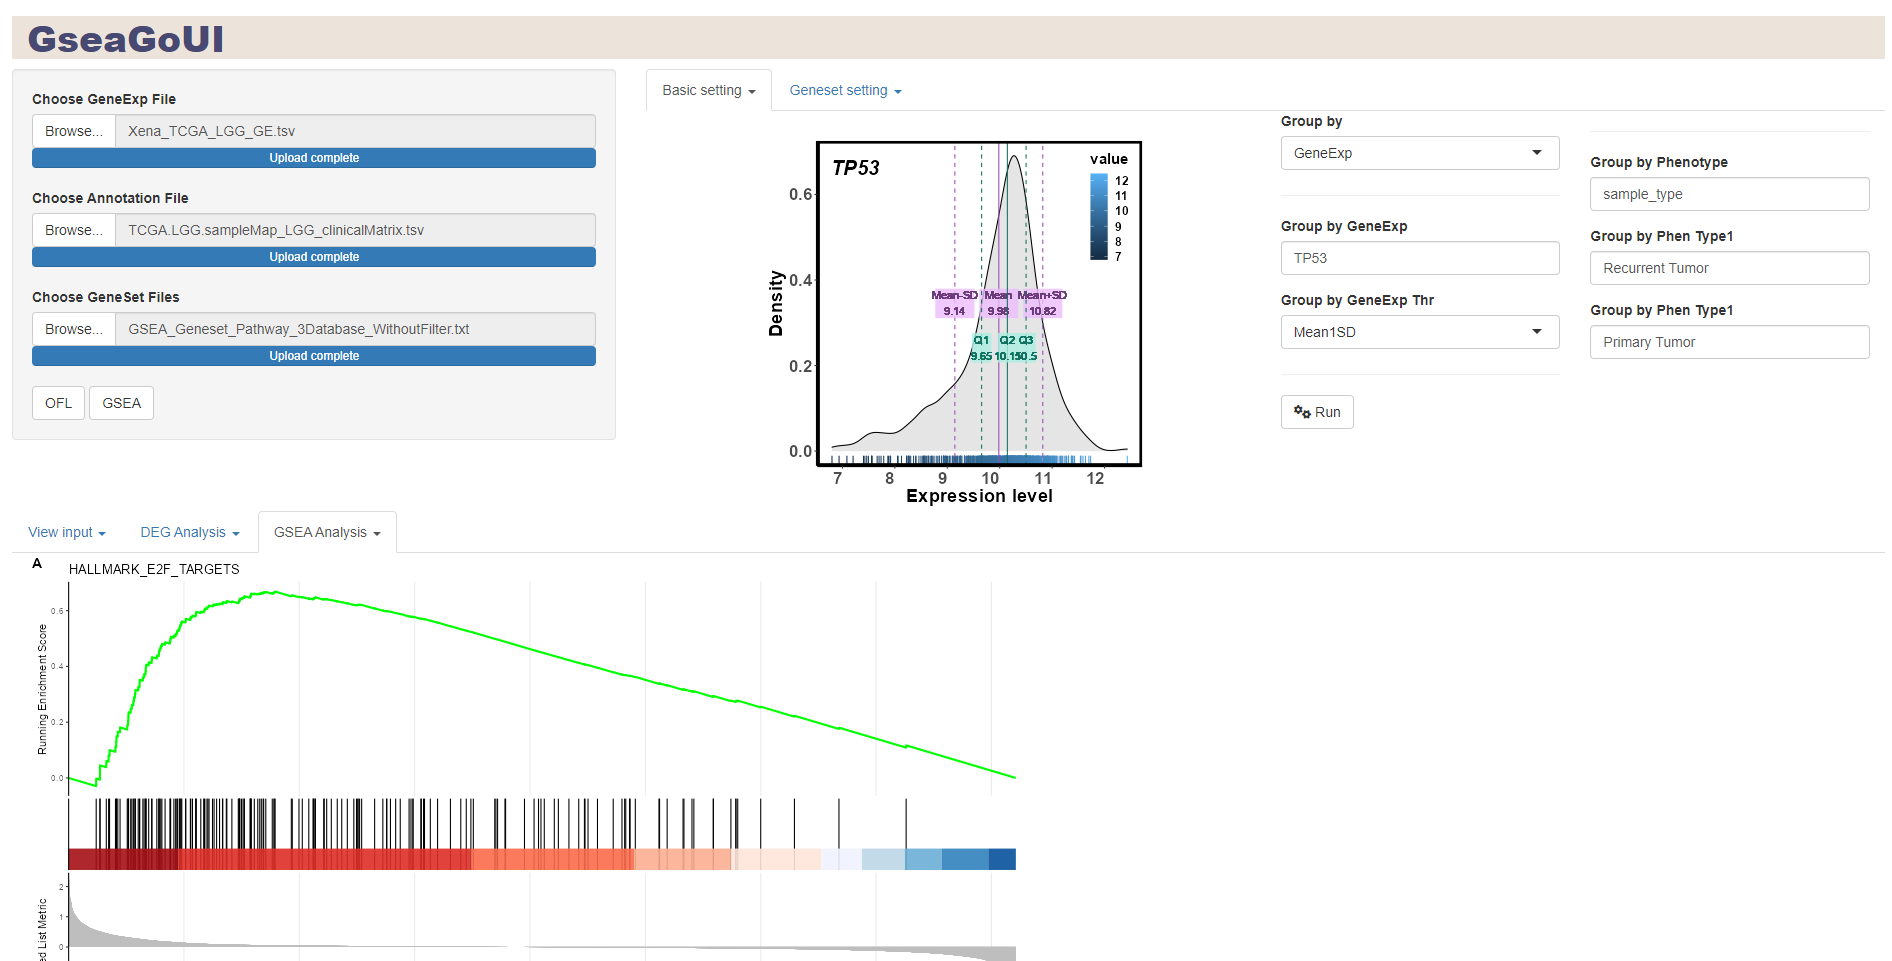 GseaGoUI
Choose GeneExp File
Browse... Xena_TCGA_LGG_GE.tsv
Upload complete
Choose Annotation File
Browse... TCGA.LGG.sampleMap_LGG_clinicalMatrix.tsv
Upload complete
Choose GeneSet Files
Browse... GSEA_Geneset_Pathway_3Database_WithoutFilter.txt
Upload complete
OFL GSEA
Basic setting Geneset setting
TP53
value
12
11
10
9
8
7
Density
0.6
0.4
0.2
0.0
Mean-SD Mean Mean+SD
9.14 9.98 10.82
Q1 Q2 Q3
9.65 10.15 10.5
7 8 9 10 11 12
Expression level
Group by
GeneExp
Group by GeneExp
TP53
Group by GeneExp Thr
Mean1SD
Run
Group by Phenotype
sample_type
Group by Phen Type1
Recurrent Tumor
Group by Phen Type1
Primary Tumor
View input DEG Analysis GSEA Analysis
A
HALLMARK_E2F_TARGETS
Running Enrichment Score
0.6
0.4
0.2
0.0
2
1
0
List Metric